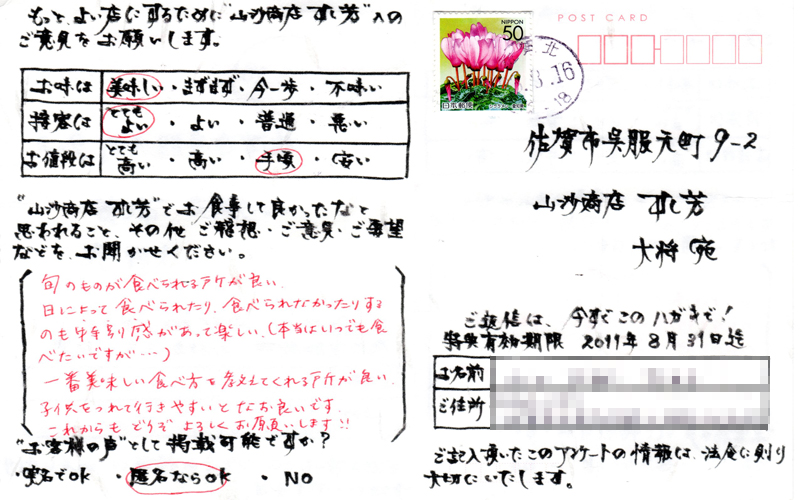 もっと、よい店にするために"山沙商店 すし芳"への
ご意見をお願いします。
お味は 美味しい・まずまず・今一歩・不味い
接客は とてもよい・よい・普通・悪い
お値段は とても高い・高い・手頃・安い
"山沙商店 すし芳"でお食事して良かったなと
思われること、その他ご感想・ご意見・ご要望
などを、お聞かせください。
旬のものが食べられる所が良い。
日によって食べられたり、食べられなかったりする
のも特別感があって楽しい。(本当はいつでも食
べたいですが…)
一番美味しい食べ方を教えてくれる所が良い。
子供をつれて行きやすいとなお良いです。
これからもどうぞよろしくお願いします!!
"お客様の声"として掲載可能ですか?
・実名でok ・匿名ならok ・NO
NIPPON
50
日本郵便
北
8.16
-18
POST CARD
佐賀市呉服元町9-2
山沙商店 すし芳
大将 宛
ご返信は、今すぐこのハガキで!
特典有効期限 2011年8月31日迄
お名前
ご住所
ご記入頂いたこのアンケートの情報は、法令に則り
大切にいたします。